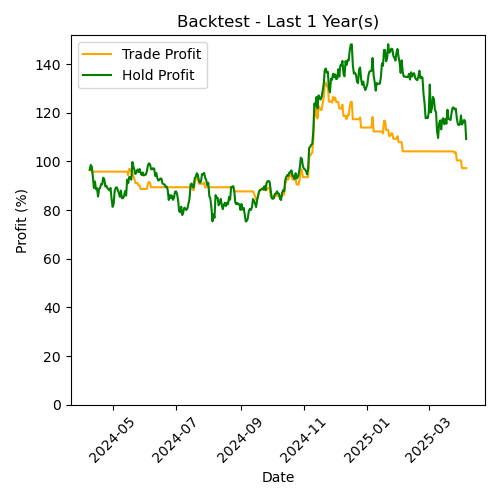 Backtest - Last 1 Year(s)
Trade Profit
Hold Profit
Profit (%)
140
120
100
80
60
40
20
0
2024-05
2024-07
2024-09
2024-11
2025-01
2025-03
Date